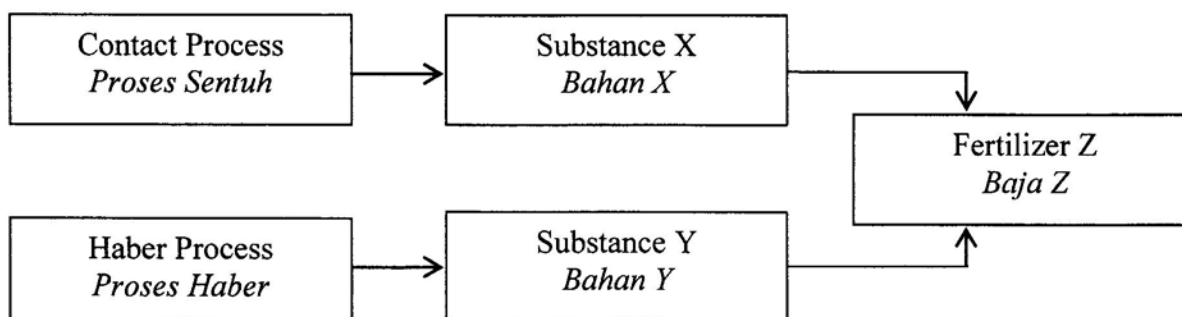 Contact Process
Proses Sentuh
Substance X
Bahan X
Fertilizer Z
Baja Z
Haber Process
Proses Haber
Substance Y
Bahan Y